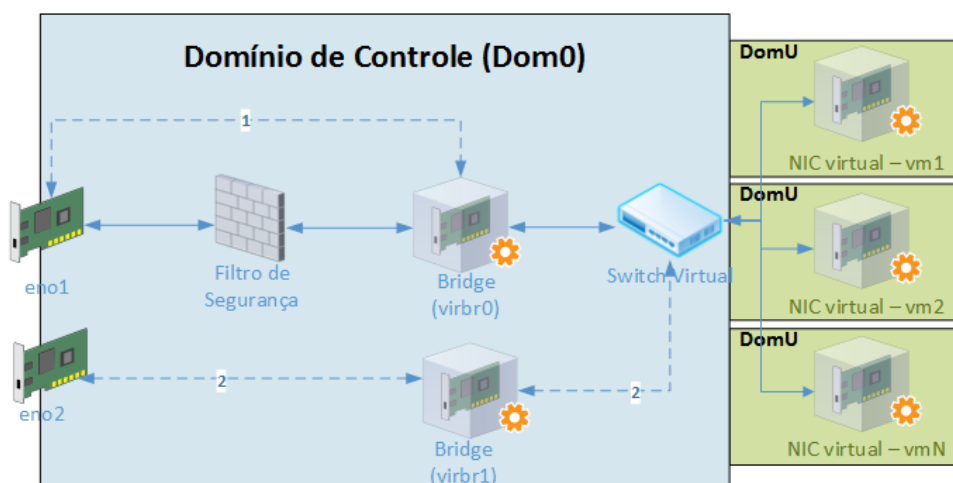 Domínio de Controle (Dom0)
DomU
1
NIC virtual – vm1
DomU
eno1
Filtro de
Segurança
Bridge
(virbr0)
Switch Virtual
NIC virtual – vm2
DomU
eno2
2
2
Bridge
(virbr1)
NIC virtual – vmN